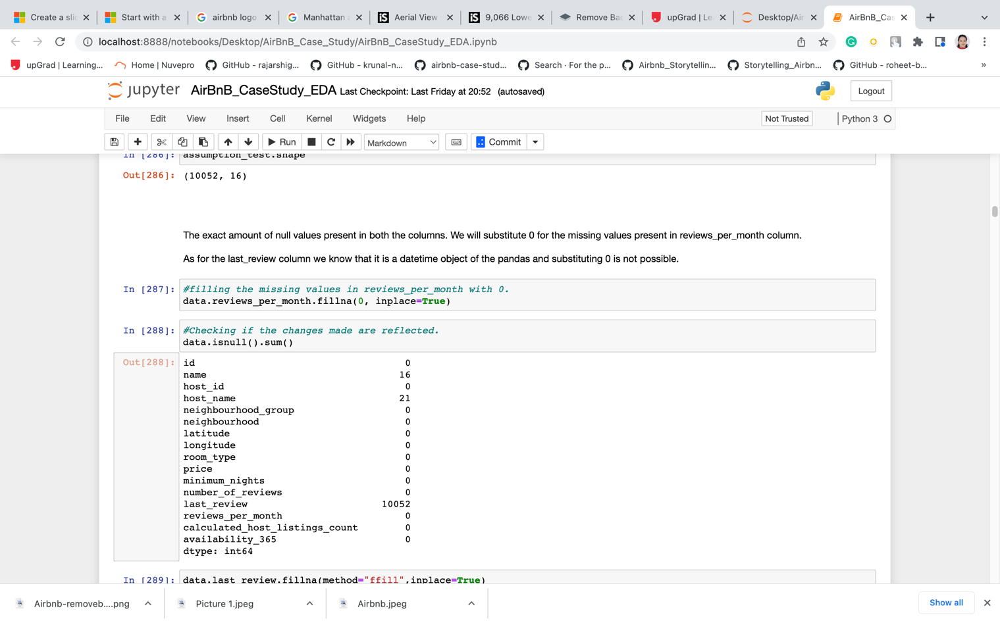 Create a slic
Start with a
airbnb logo
Manhattan a
Aerial View
9,066 Lowe
Remove Bac
upGrad | Le
Desktop/Air
AirBnB_Cas
localhost:8888/notebooks/Desktop/AirBnB_Case_Study/AirBnB_CaseStudy_EDA.ipynb
upGrad | Learning...
Home | Nuvepro
GitHub - rajarshig...
GitHub - krunal-n...
airbnb-case-stud...
Search · For the p...
Airbnb_Storytellin...
Storytelling_Airbn...
GitHub - roheet-b...
»
jupyter AirBnB_CaseStudy_EDA Last Checkpoint: Last Friday at 20:52 (autosaved)
Logout
File Edit View Insert Cell Kernel Widgets Help
Not Trusted
Python 3
Run
Markdown
Commit
In [286]: assumption_test.shape
Out[286]: (10052, 16)
The exact amount of null values present in both the columns. We will substitute 0 for the missing values present in reviews_per_month column.
As for the last_review column we know that it is a datetime object of the pandas and substituting 0 is not possible.
In [287]: #filling the missing values in reviews_per_month with 0.
data.reviews_per_month.fillna(0, inplace=True)
In [288]: #Checking if the changes made are reflected.
data.isnull().sum()
Out[288]: id 0
name 16
host_id 0
host_name 21
neighbourhood_group 0
neighbourhood 0
latitude 0
longitude 0
room_type 0
price 0
minimum_nights 0
number_of_reviews 0
last_review 10052
reviews_per_month 0
calculated_host_listings_count 0
availability_365 0
dtype: int64
In [289]: data.last_review.fillna(method="ffill",inplace=True)
Airbnb-removeb....png
Picture 1.jpeg
Airbnb.jpeg
Show all